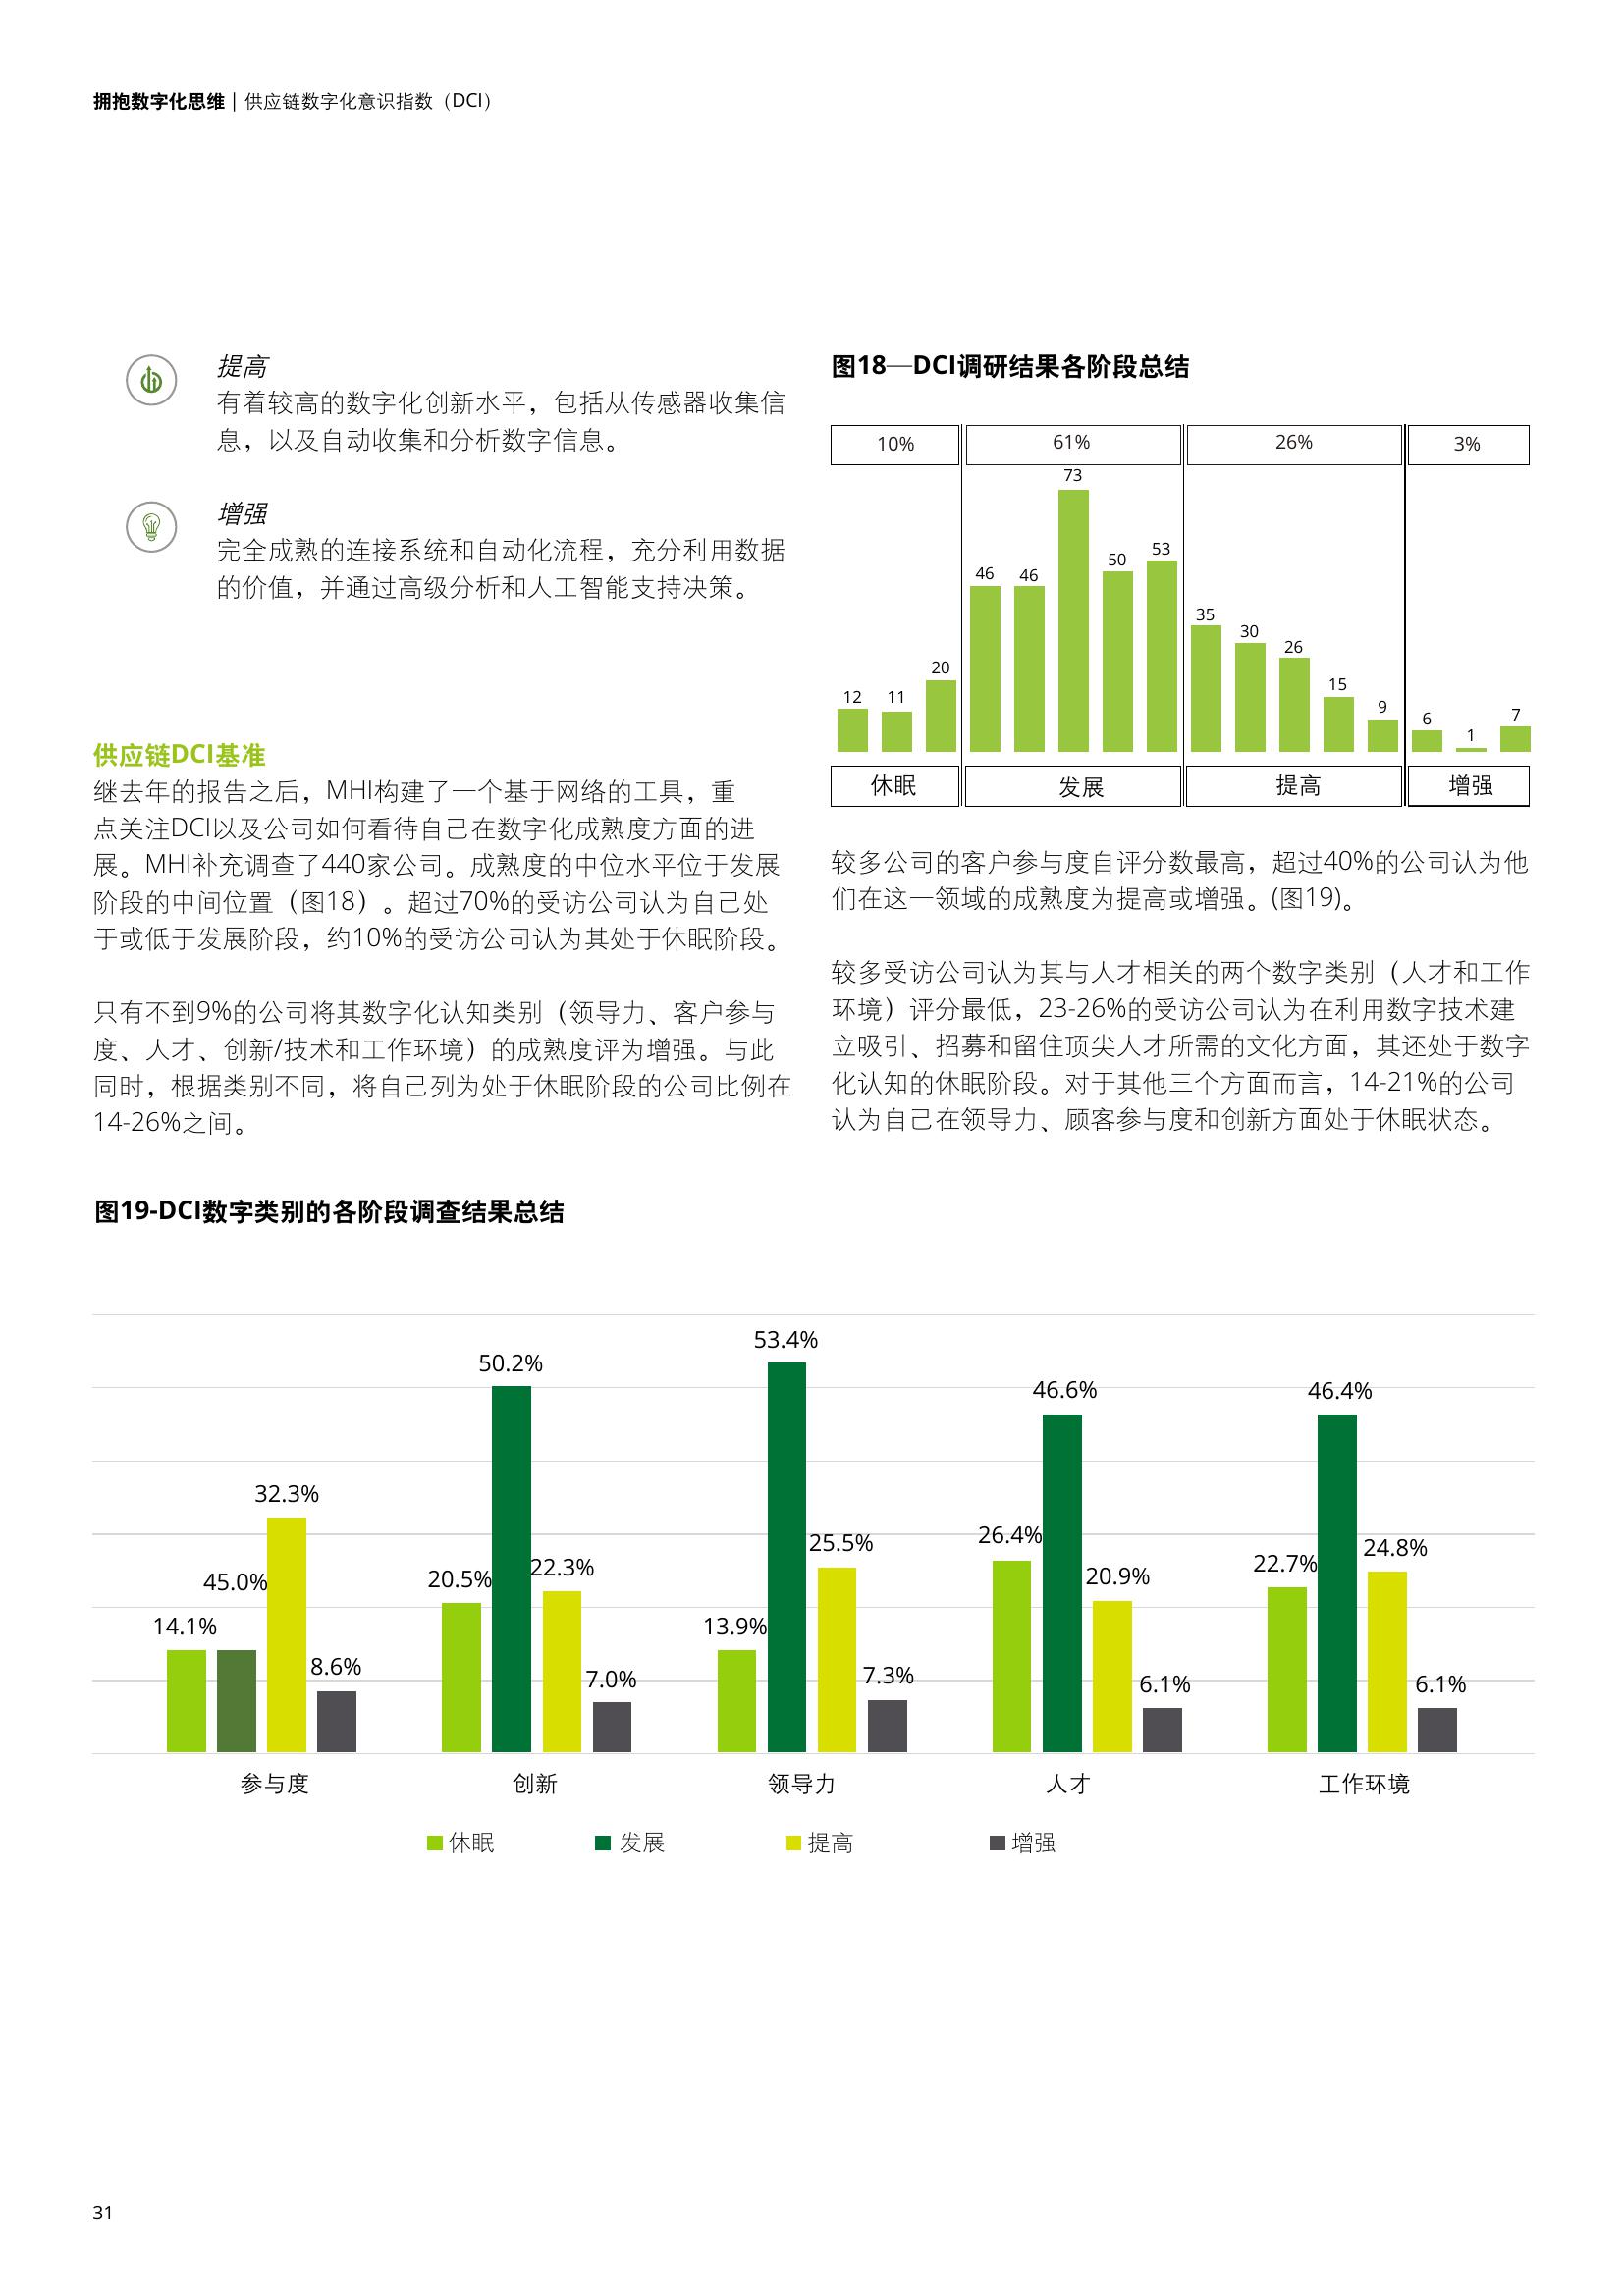 拥抱数字化思维 | 供应链数字化意识指数（DCI）
提高
有着较高的数字化创新水平，包括从传感器收集信
息，以及自动收集和分析数字信息。
增强
完全成熟的连接系统和自动化流程，充分利用数据
的价值，并通过高级分析和人工智能支持决策。
供应链DCI基准
继去年的报告之后，MHI构建了一个基于网络的工具，重
点关注DCI以及公司如何看待自己在数字化成熟度方面的进
展。MHI补充调查了440家公司。成熟度的中位水平位于发展
阶段的中间位置（图18）。超过70%的受访公司认为自己处
于或低于发展阶段，约10%的受访公司认为其处于休眠阶段。
只有不到9%的公司将其数字化认知类别（领导力、客户参与
度、人才、创新/技术和工作环境）的成熟度评为增强。与此
同时，根据类别不同，将自己列为处于休眠阶段的公司比例在
14-26%之间。
图18—DCI调研结果各阶段总结
10% 61% 26% 3%
12 11 20 46 46 73 50 53 35 30 26 15 9 6 1 7
休眠 发展 提高 增强
较多公司的客户参与度自评分数最高，超过40%的公司认为他
们在这一领域的成熟度为提高或增强。(图19)。
较多受访公司认为其与人才相关的两个数字类别（人才和工作
环境）评分最低，23-26%的受访公司认为在利用数字技术建
立吸引、招募和留住顶尖人才所需的文化方面，其还处于数字
化认知的休眠阶段。对于其他三个方面而言，14-21%的公司
认为自己在领导力、顾客参与度和创新方面处于休眠状态。
图19-DCI数字类别的各阶段调查结果总结
14.1% 45.0% 32.3% 8.6%
20.5% 50.2% 22.3% 7.0%
13.9% 53.4% 25.5% 7.3%
26.4% 46.6% 20.9% 6.1%
22.7% 46.4% 24.8% 6.1%
参与度 创新 领导力 人才 工作环境
休眠 发展 提高 增强
31